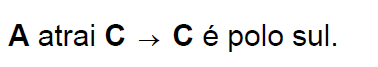 A atrai C → C é polo sul.